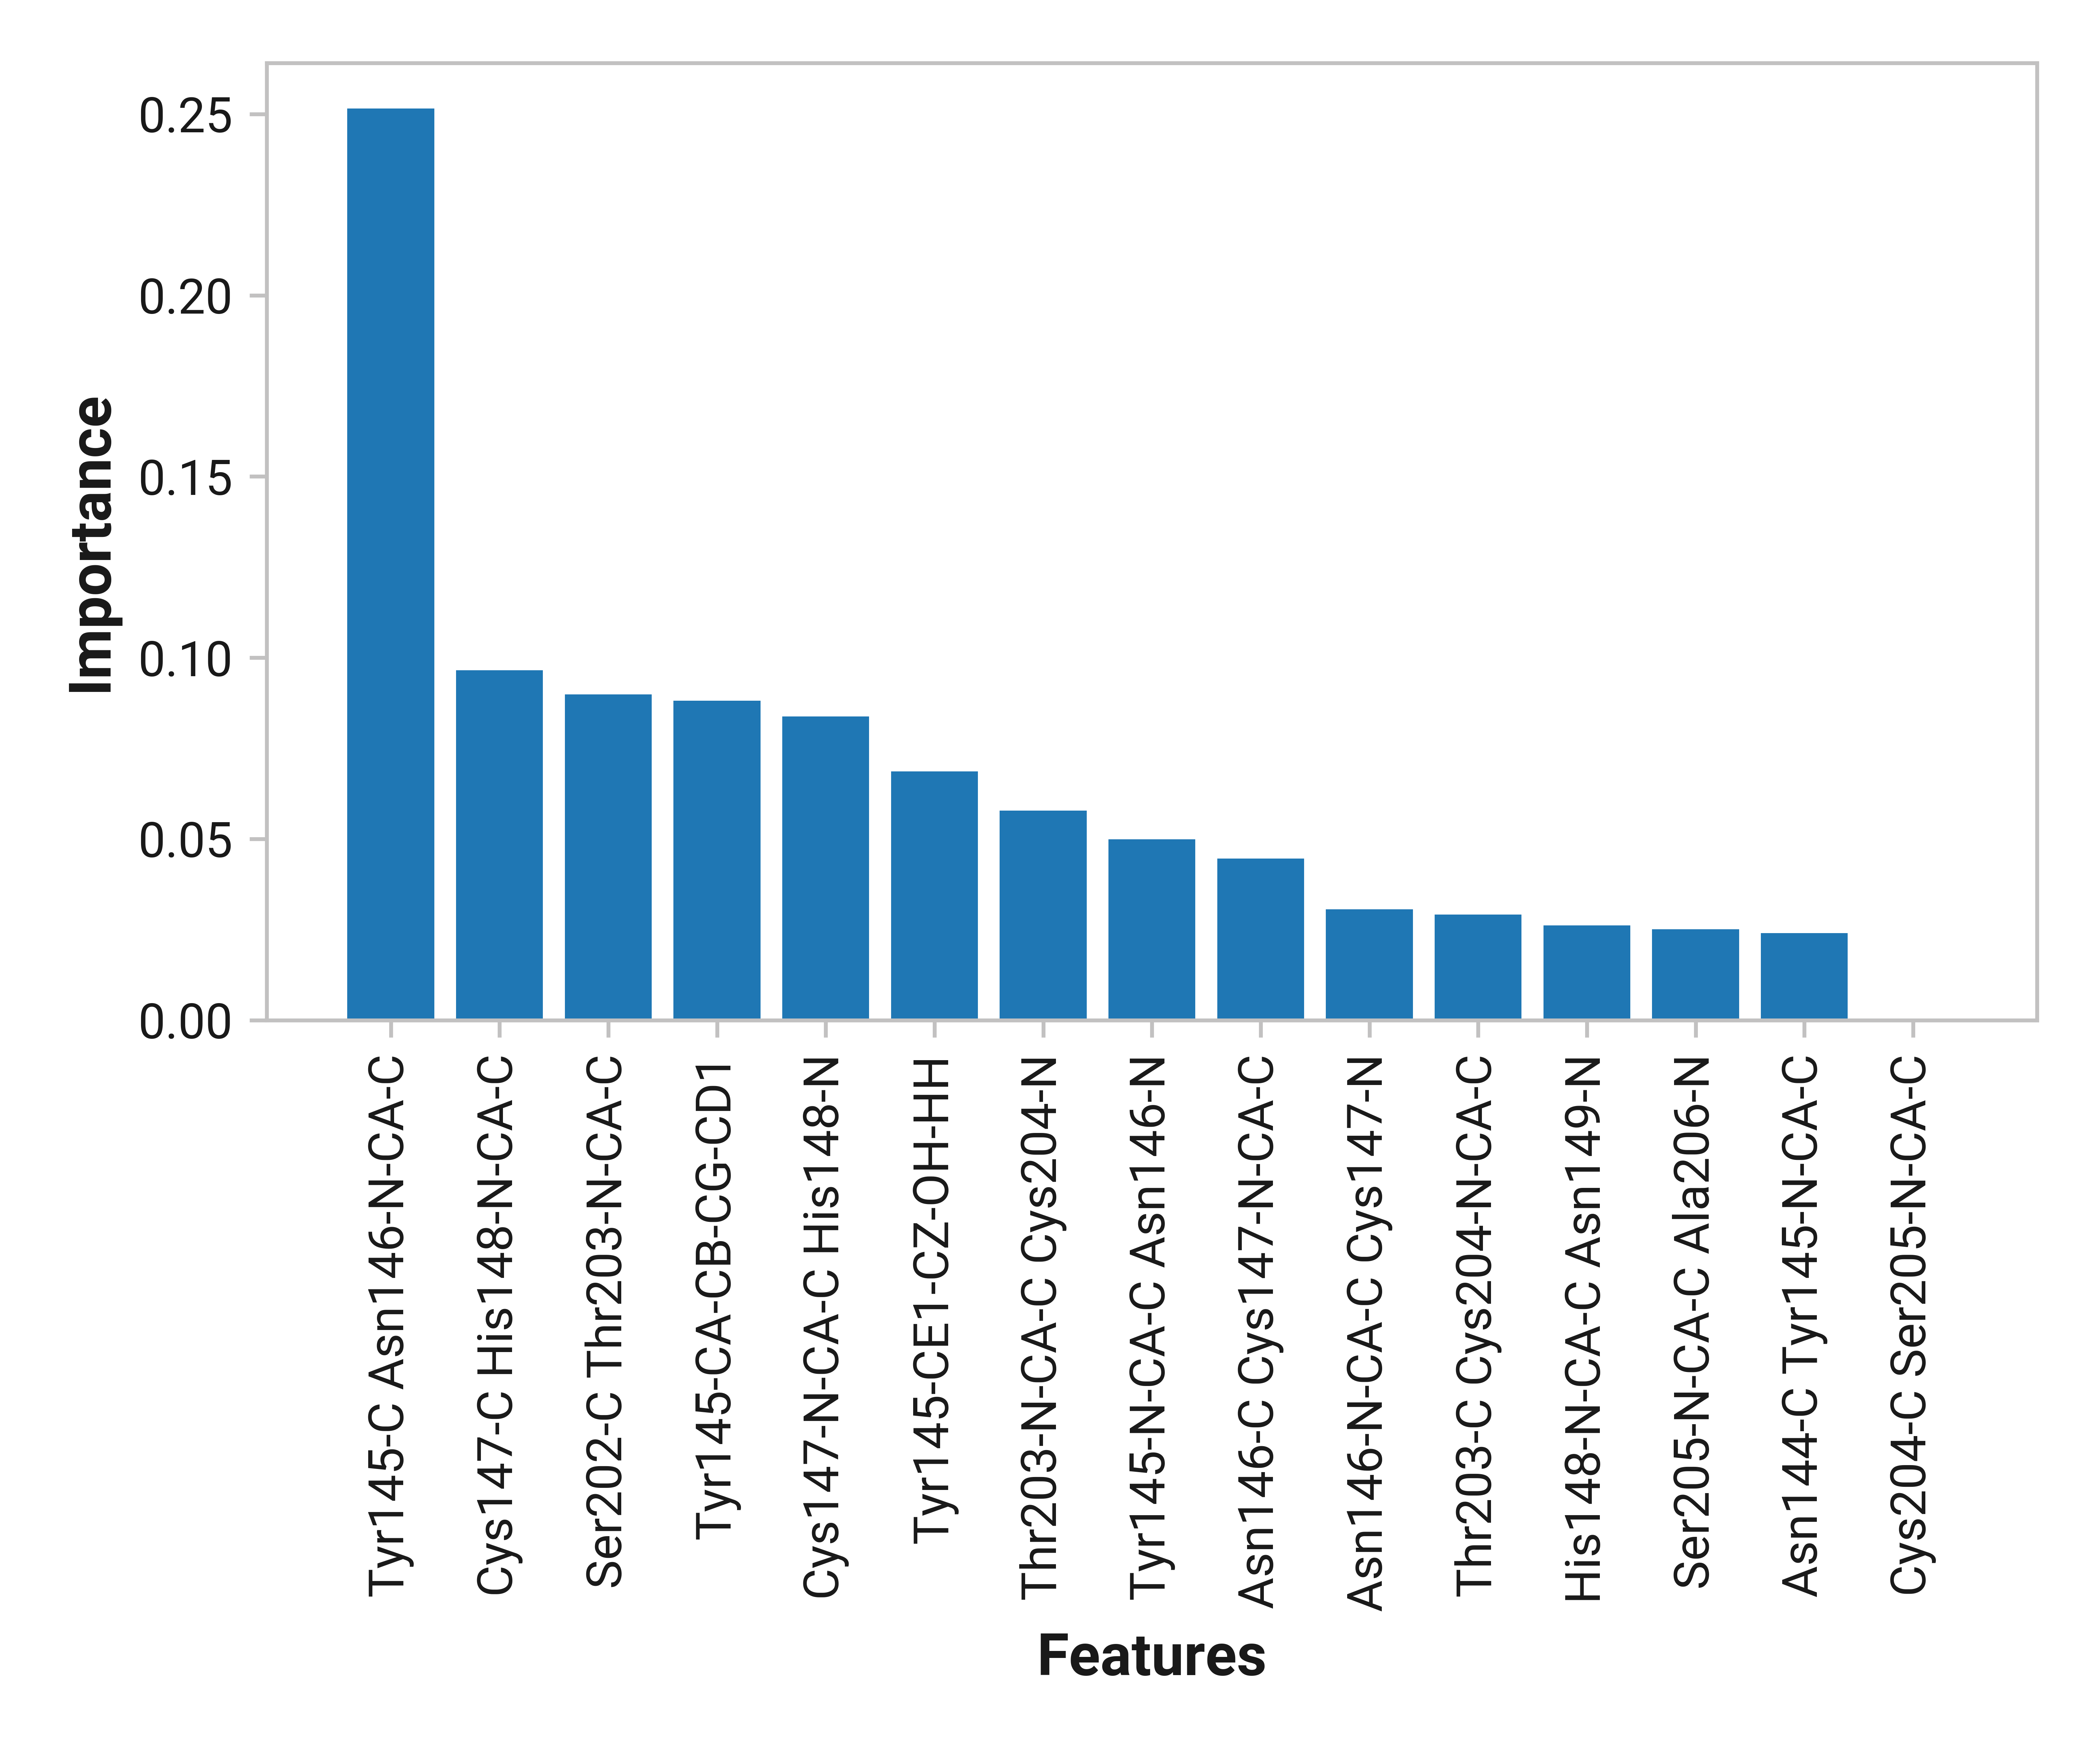 Importance
0.25
0.20
0.15
0.10
0.05
0.00
Tyr145-C Asn146-N-CA-C
Cys147-C His148-N-CA-C
Ser202-C Thr203-N-CA-C
Tyr145-CA-CB-CG-CD1
Cys147-N-CA-C His148-N
Tyr145-CE1-CZ-OH-HH
Thr203-N-CA-C Cys204-N
Tyr145-N-CA-C Asn146-N
Asn146-C Cys147-N-CA-C
Asn146-N-CA-C Cys147-N
Thr203-C Cys204-N-CA-C
His148-N-CA-C Asn149-N
Ser205-N-CA-C Ala206-N
Asn144-C Tyr145-N-CA-C
Cys204-C Ser205-N-CA-C
Features